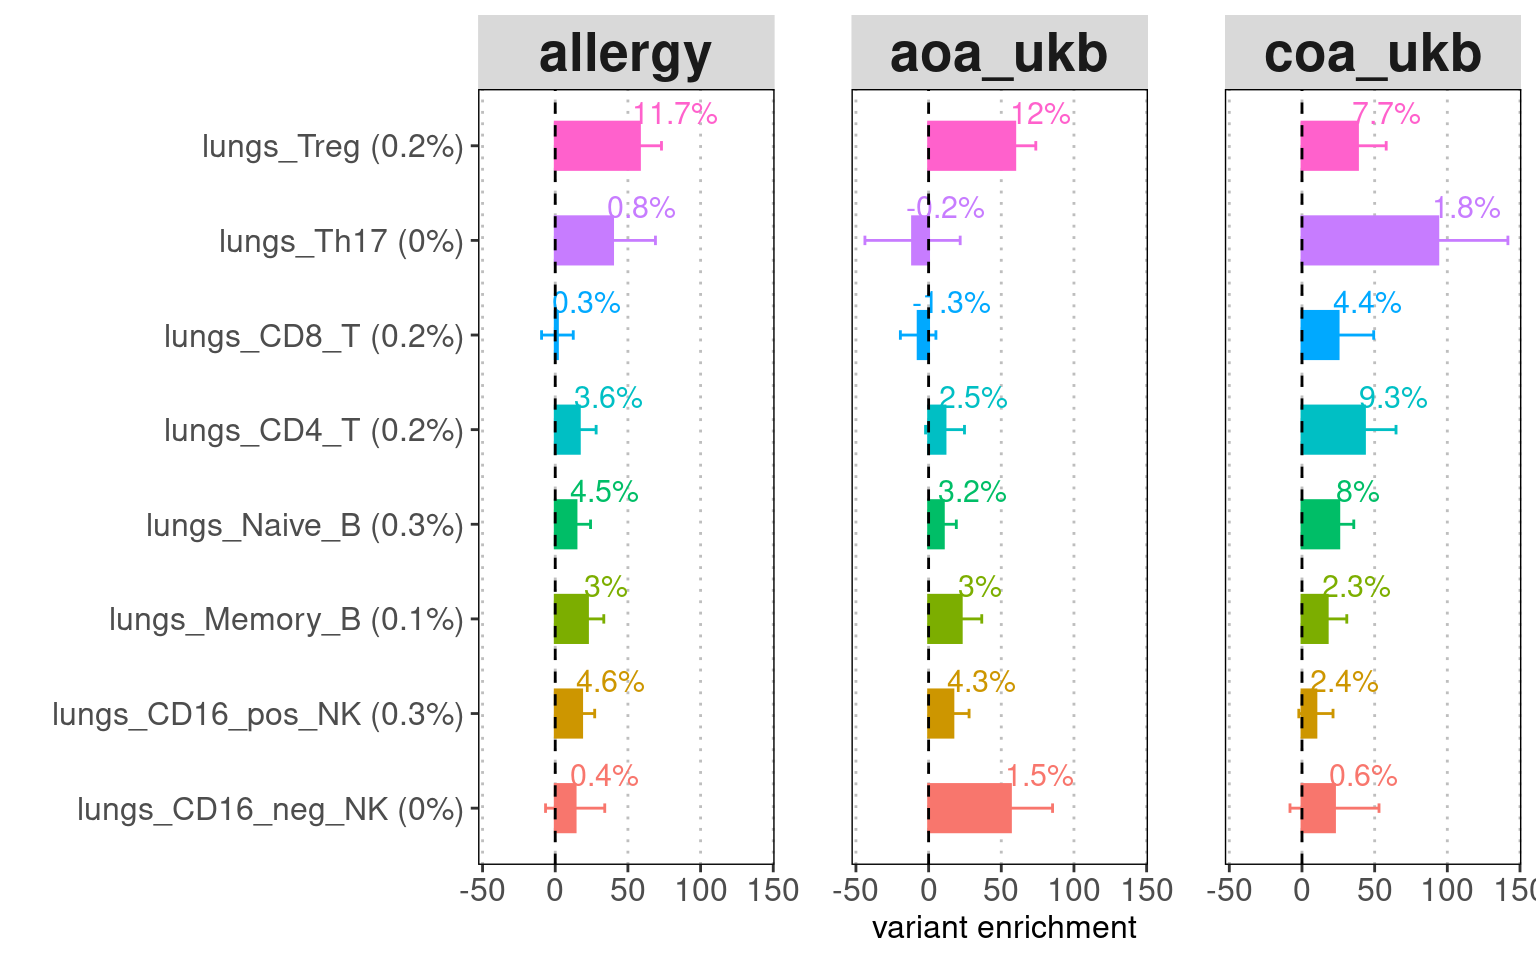 allergy aoa_ukb coa_ukb
lungs_Treg (0.2%) 11.7% 12% 7.7%
lungs_Th17 (0%) 0.8% -0.2% 1.8%
lungs_CD8_T (0.2%) 0.3% -1.3% 4.4%
lungs_CD4_T (0.2%) 3.6% 2.5% 9.3%
lungs_Naive_B (0.3%) 4.5% 3.2% 8%
lungs_Memory_B (0.1%) 3% 3% 2.3%
lungs_CD16_pos_NK (0.3%) 4.6% 4.3% 2.4%
lungs_CD16_neg_NK (0%) 0.4% 1.5% 0.6%
-50 0 50 100 150 -50 0 50 100 150 -50 0 50 100 150
variant enrichment